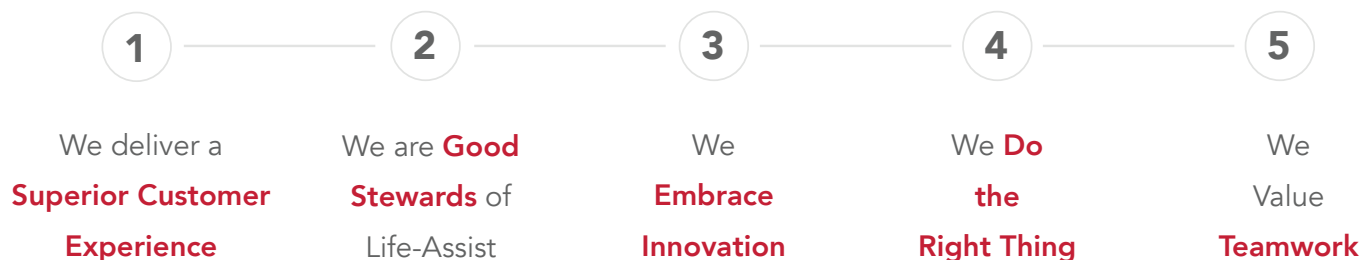 1
We deliver a
Superior Customer
Experience
2
We are Good
Stewards of
Life-Assist
3
We
Embrace
Innovation
4
We Do
the
Right Thing
5
We
Value
Teamwork